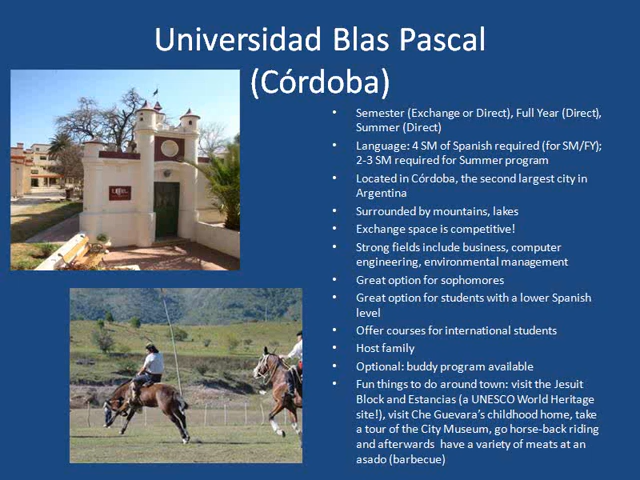 Universidad Blas Pascal
(Córdoba)
• Semester (Exchange or Direct), Full Year (Direct),
Summer (Direct)
• Language: 4 SM of Spanish required (for SM/FY);
2-3 SM required for Summer program
• Located in Córdoba, the second largest city in
Argentina
• Surrounded by mountains, lakes
• Exchange space is competitive!
• Strong fields include business, computer
engineering, environmental management
• Great option for sophomores
• Great option for students with a lower Spanish
level
• Offer courses for international students
• Host family
• Optional: buddy program available
• Fun things to do around town: visit the Jesuit
Block and Estancias (a UNESCO World Heritage
site!), visit Che Guevara's childhood home, take
a tour of the City Museum, go horse-back riding
and afterwards have a variety of meats at an
asado (barbecue)